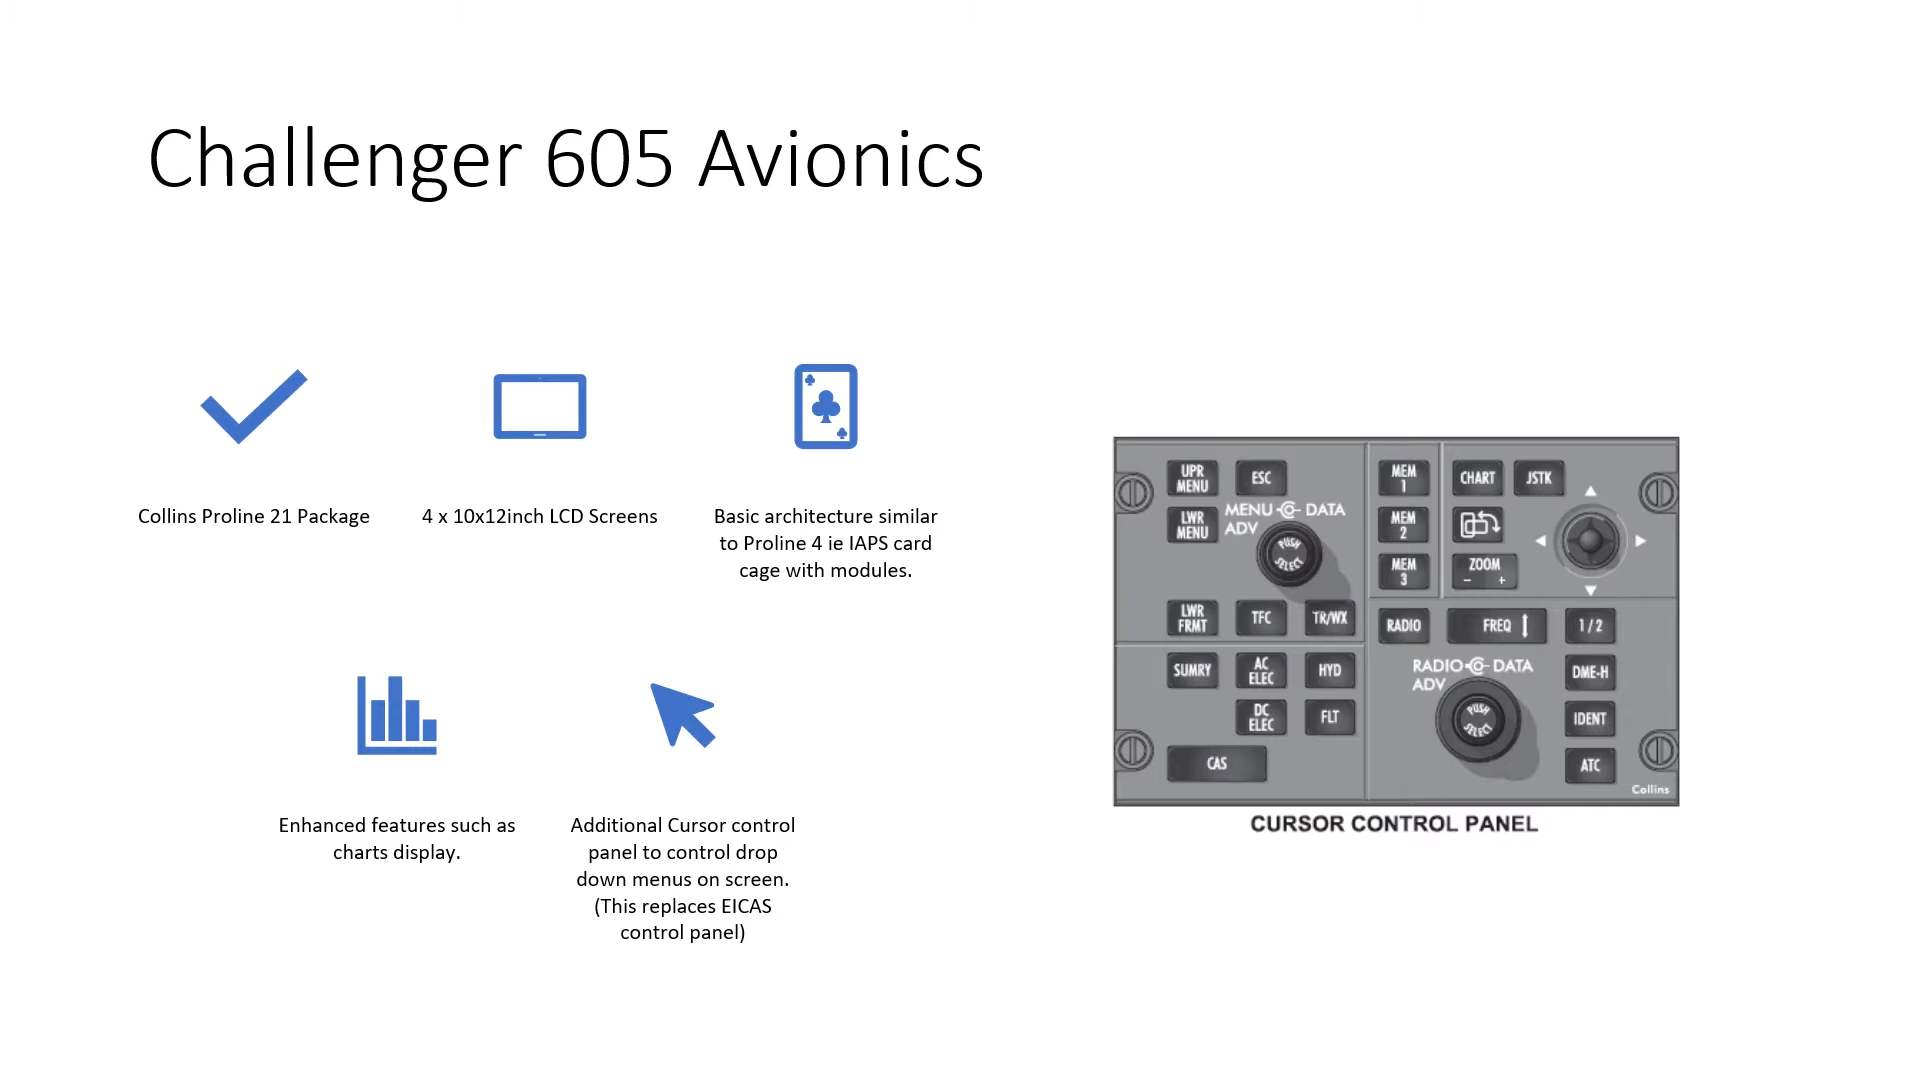 Challenger 605 Avionics
Collins Proline 21 Package
4 x 10x12inch LCD Screens
Basic architecture similar
to Proline 4 ie IAPS card
cage with modules.
Enhanced features such as
charts display.
Additional Cursor control
panel to control drop
down menus on screen.
(This replaces EICAS
control panel)
UPR
MENU
ESC
LWR
MENU
MENU DATA
ADV
PUSH
SELECT
LWR
FRMT
TFC
TR/WX
SUMRY
AC
ELEC
HYD
DC
ELEC
FLT
CAS
MEM
1
MEM
2
MEM
3
CHART
JSTK
ZOOM
- +
RADIO
FREQ
1/2
RADIO DATA
ADV
PUSH
SELECT
DME-H
IDENT
ATC
Collins
CURSOR CONTROL PANEL